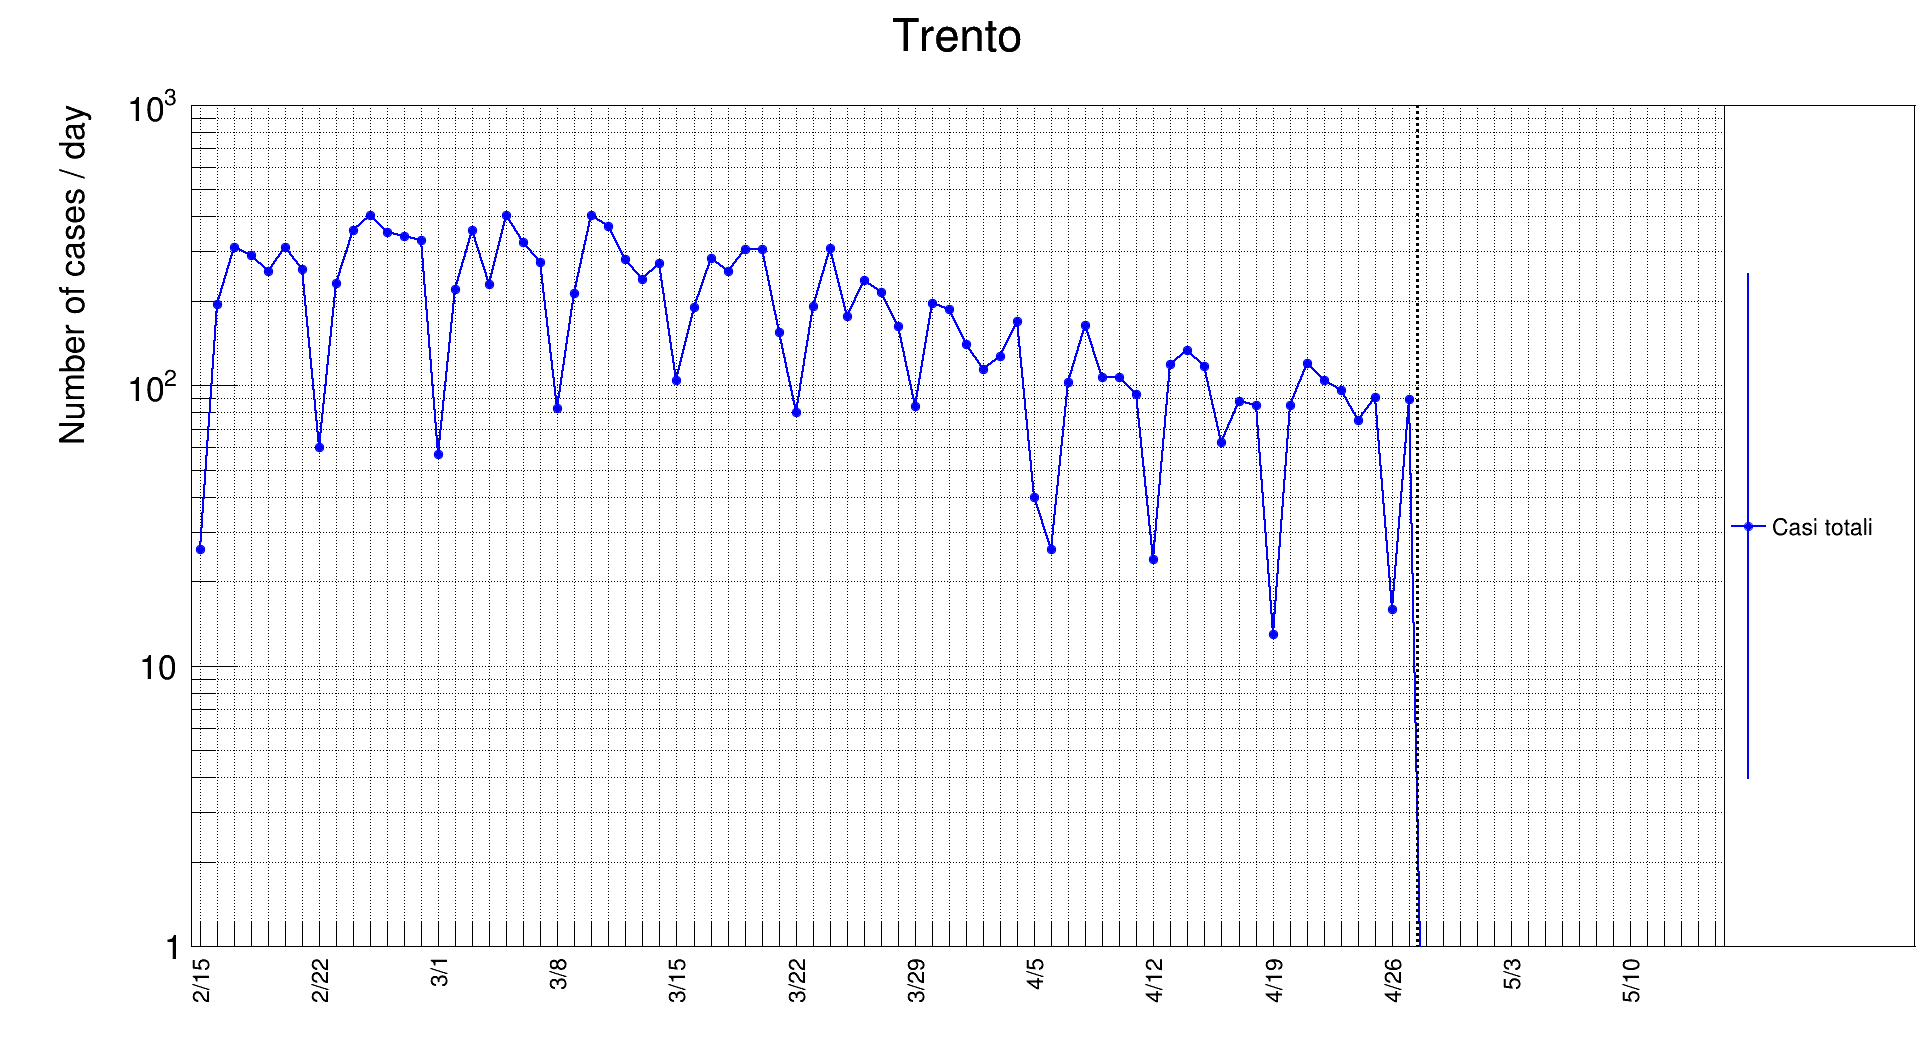 Trento
Number of cases / day
10³
10²
10
1
2/15 2/22 3/1 3/8 3/15 3/22 3/29 4/5 4/12 4/19 4/26 5/3 5/10
Casi totali